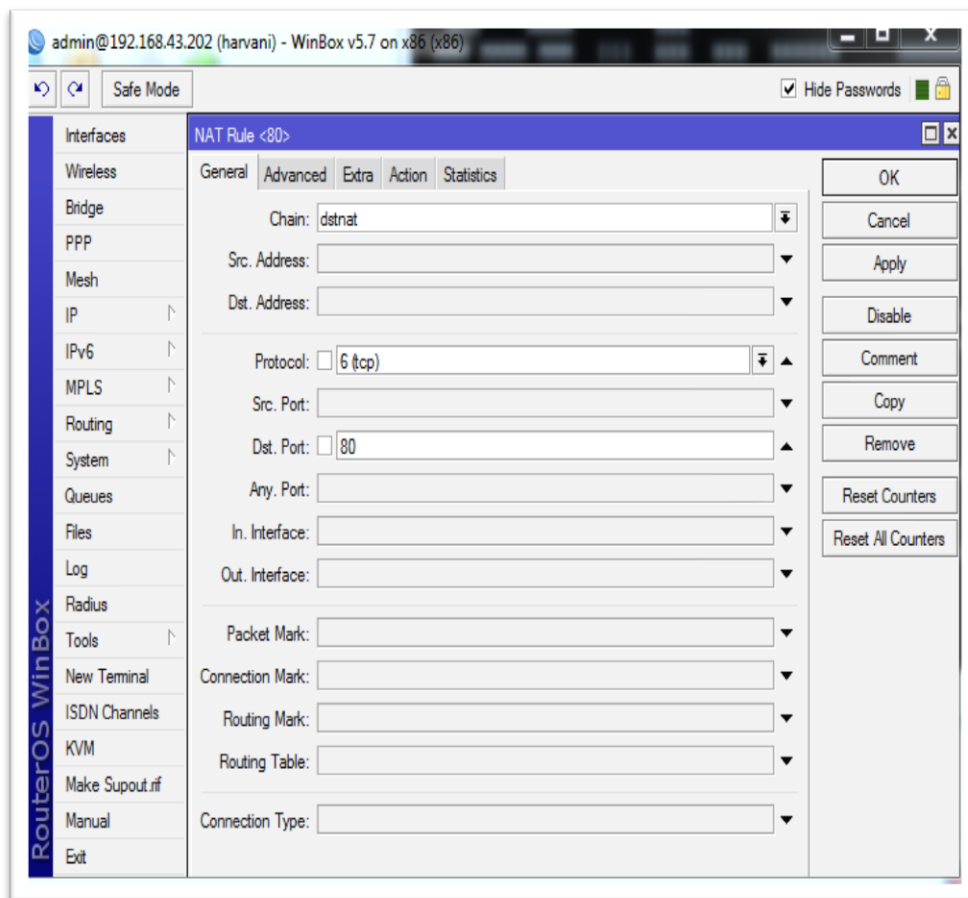 admin@192.168.43.202 (harvani) - WinBox v5.7 on x86 (x86)
Safe Mode
Hide Passwords
RouterOS WinBox
Interfaces
Wireless
Bridge
PPP
Mesh
IP
IPv6
MPLS
Routing
System
Queues
Files
Log
Radius
Tools
New Terminal
ISDN Channels
KVM
Make Supout.rif
Manual
Exit
NAT Rule <80>
General Advanced Extra Action Statistics
Chain: dstnat
Src. Address:
Dst. Address:
Protocol: 6 (tcp)
Src. Port:
Dst. Port: 80
Any. Port:
In. Interface:
Out. Interface:
Packet Mark:
Connection Mark:
Routing Mark:
Routing Table:
Connection Type:
OK
Cancel
Apply
Disable
Comment
Copy
Remove
Reset Counters
Reset All Counters